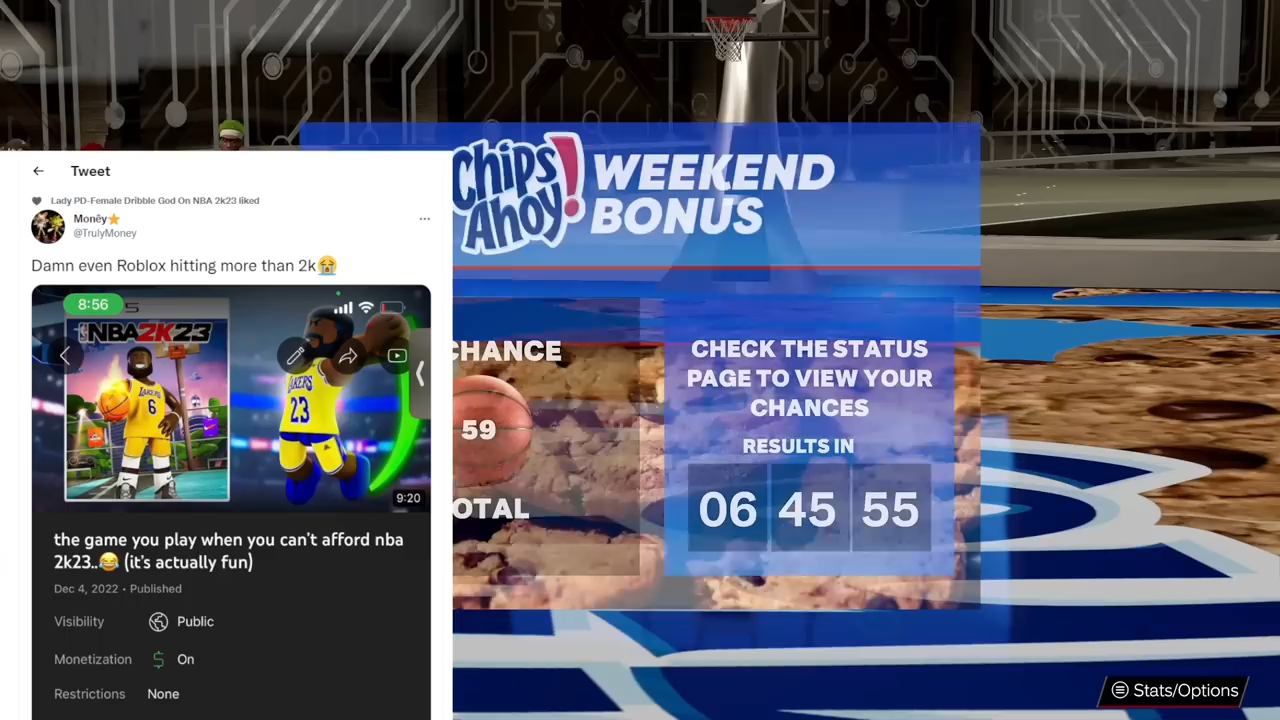 Tweet
Lady PD-Female Dribble God On NBA 2k23 liked
Monêy⭐
@TrulyMoney
Damn even Roblox hitting more than 2k😭
8:56
5
NBA2K23
LAKERS
6
LAKERS
23
9:20
the game you play when you can't afford nba
2k23..😂 (it's actually fun)
Dec 4, 2022 • Published
Visibility Public
Monetization On
Restrictions None
Chips Ahoy!
WEEKEND
BONUS
CHANCE
59
OTAL
CHECK THE STATUS
PAGE TO VIEW YOUR
CHANCES
RESULTS IN
06 45 55
Stats/Options